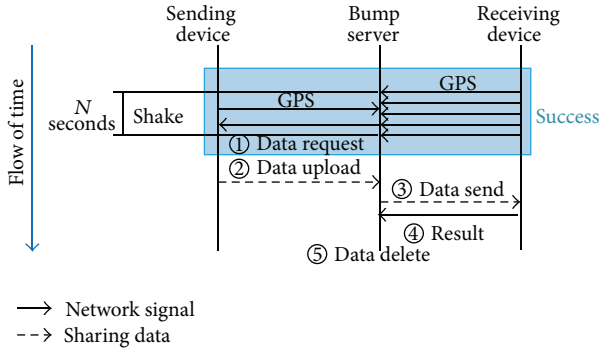 Sending
device
Bump
server
Receiving
device
Flow of time
N
seconds
Shake
GPS
GPS
Success
① Data request
② Data upload
③ Data send
④ Result
⑤ Data delete
Network signal
Sharing data